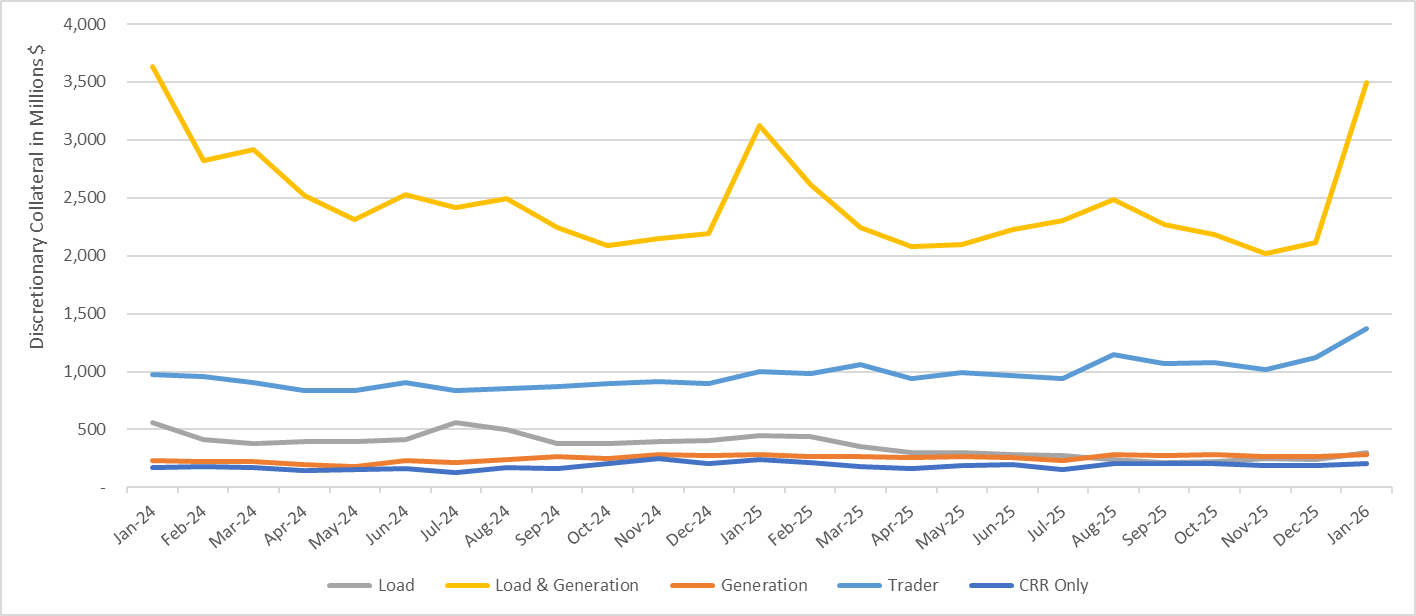 Discretionary Collateral in Millions $
4,000
3,500
3,000
2,500
2,000
1,500
1,000
500
-
Jan-24
Feb-24
Mar-24
Apr-24
May-24
Jun-24
Jul-24
Aug-24
Sep-24
Oct-24
Nov-24
Dec-24
Jan-25
Feb-25
Mar-25
Apr-25
May-25
Jun-25
Jul-25
Aug-25
Sep-25
Oct-25
Nov-25
Dec-25
Jan-26
Load
Load & Generation
Generation
Trader
CRR Only